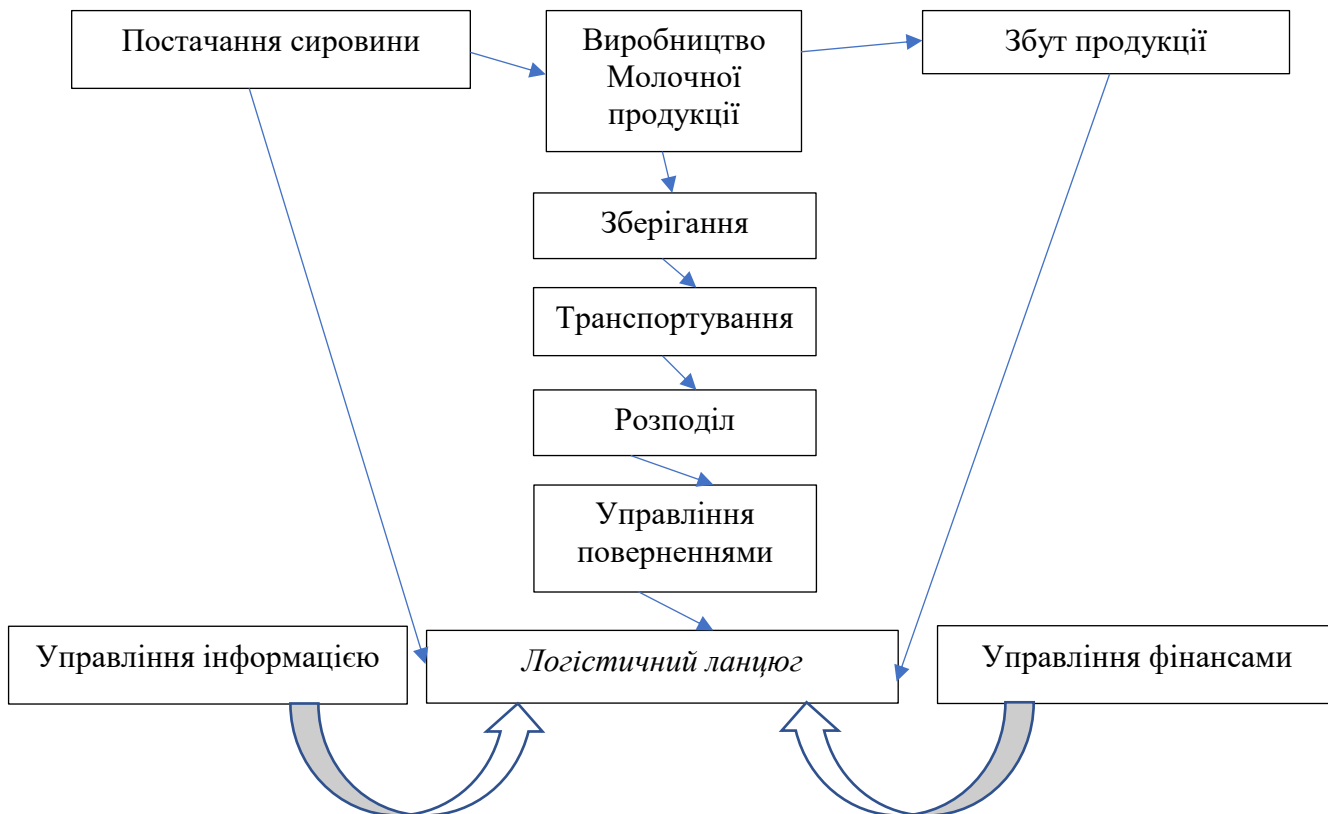 Постачання сировини
Виробництво
Молочної
продукції
Збут продукції
Зберігання
Транспортування
Розподіл
Управління
поверненнями
Управління інформацією
Логістичний ланцюг
Управління фінансами